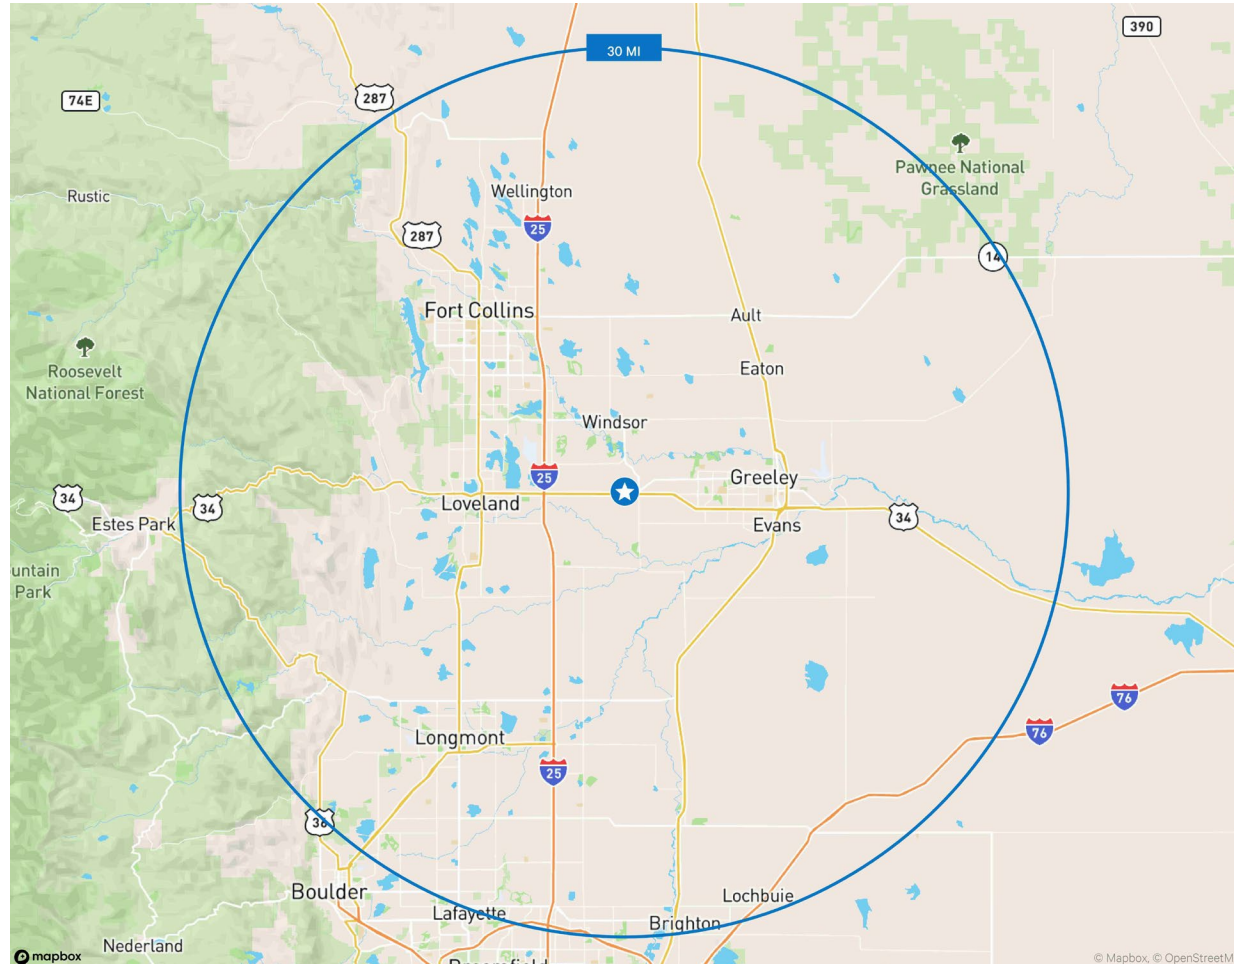 30 MI
390
287
74E
Pawnee National
Grassland
Rustic
Wellington
25
287
14
Fort Collins
Ault
Roosevelt
National Forest
Eaton
Windsor
25
Greeley
34
34
Loveland
Estes Park
Evans
34
untain
Park
76
76
Longmont
25
36
Boulder
Lochbuie
Lafayette
Brighton
Nederland
Broomfield
mapbox
© Mapbox, © OpenStreetM